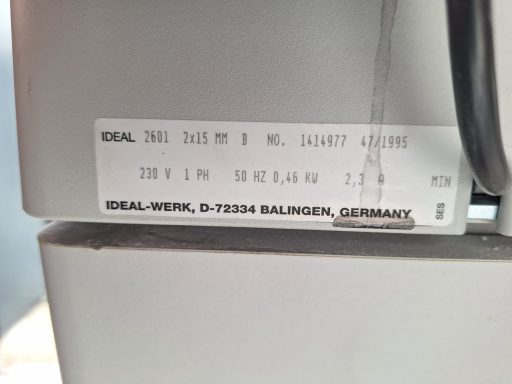 IDEAL 2601 2x15 MM B NO. 1414977 47/1995
230 V 1 PH 50 HZ 0,46 KW 2,3 A MIN
IDEAL-WERK, D-72334 BALINGEN, GERMANY
SES